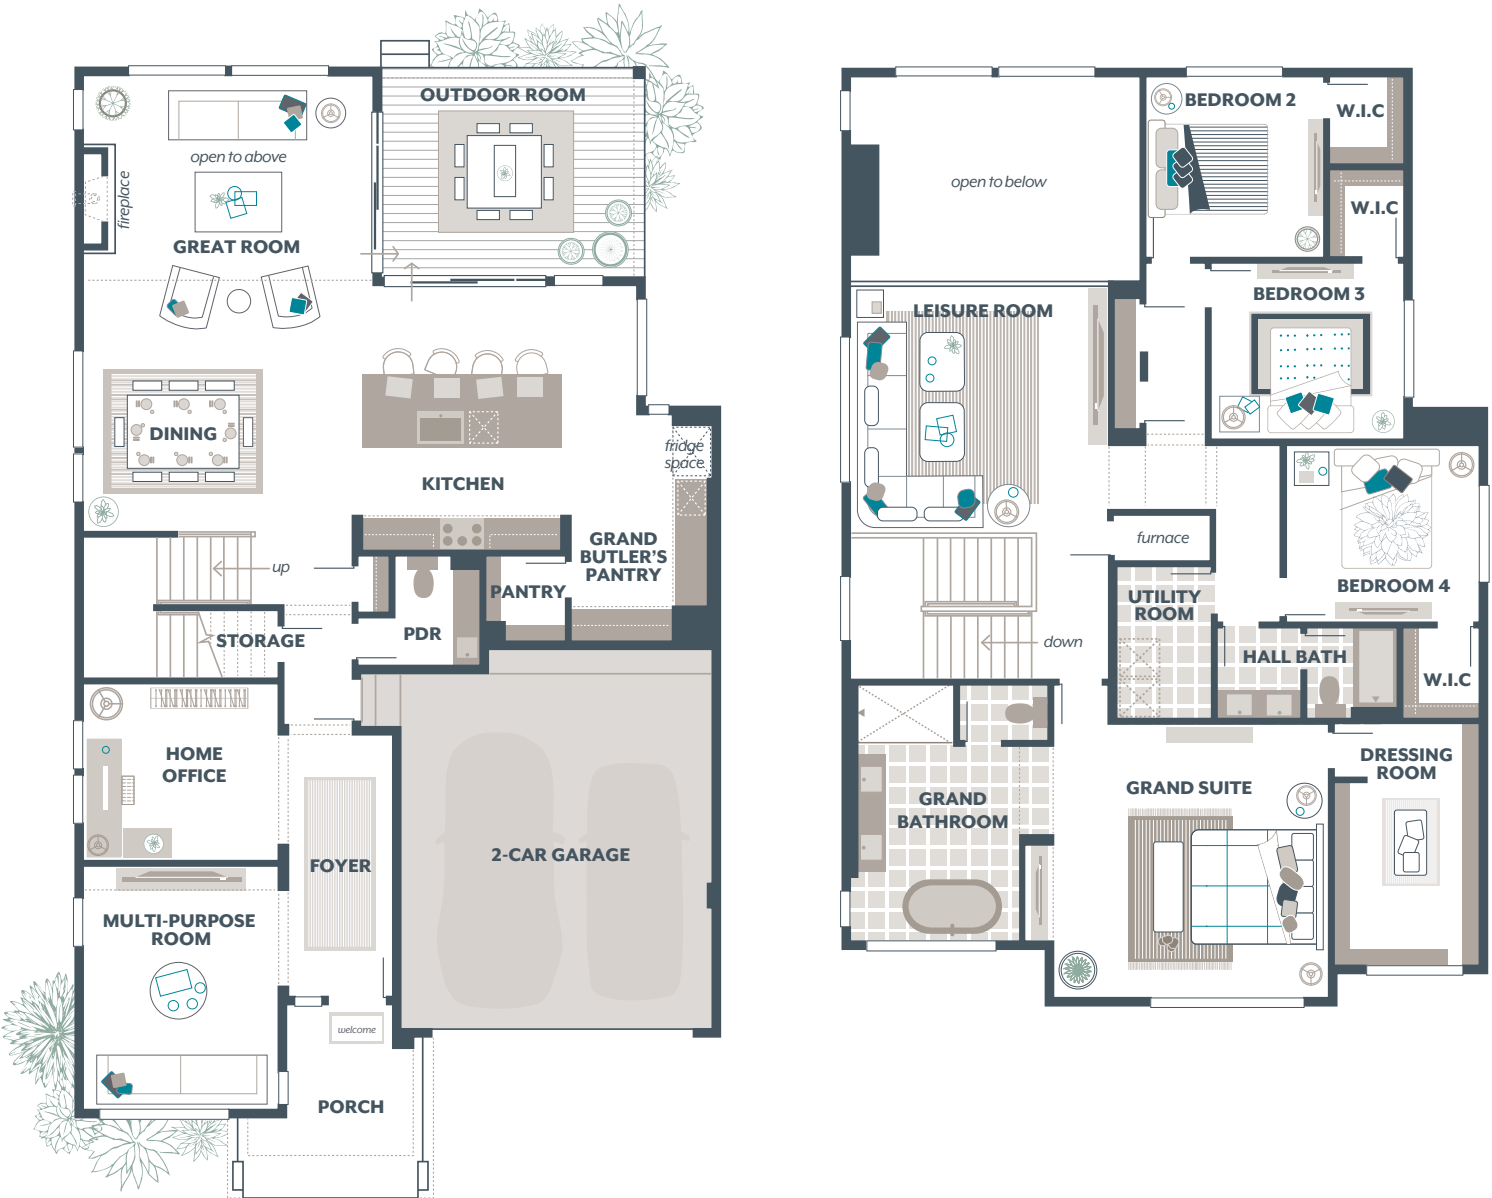 OUTDOOR ROOM
open to above
fireplace
GREAT ROOM
DINING
KITCHEN
fridge
space
GRAND
BUTLER'S
PANTRY
up
PANTRY
PDR
STORAGE
HOME
OFFICE
FOYER
2-CAR GARAGE
MULTI-PURPOSE
ROOM
welcome
PORCH
BEDROOM 2
W.I.C
open to below
W.I.C
BEDROOM 3
LEISURE ROOM
furnace
BEDROOM 4
UTILITY
ROOM
down
HALL BATH
W.I.C
DRESSING
ROOM
GRAND SUITE
GRAND
BATHROOM